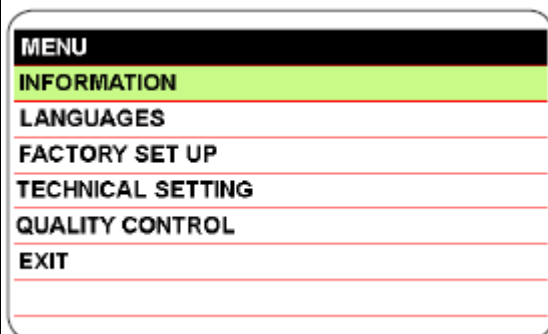 MENU
INFORMATION
LANGUAGES
FACTORY SET UP
TECHNICAL SETTING
QUALITY CONTROL
EXIT